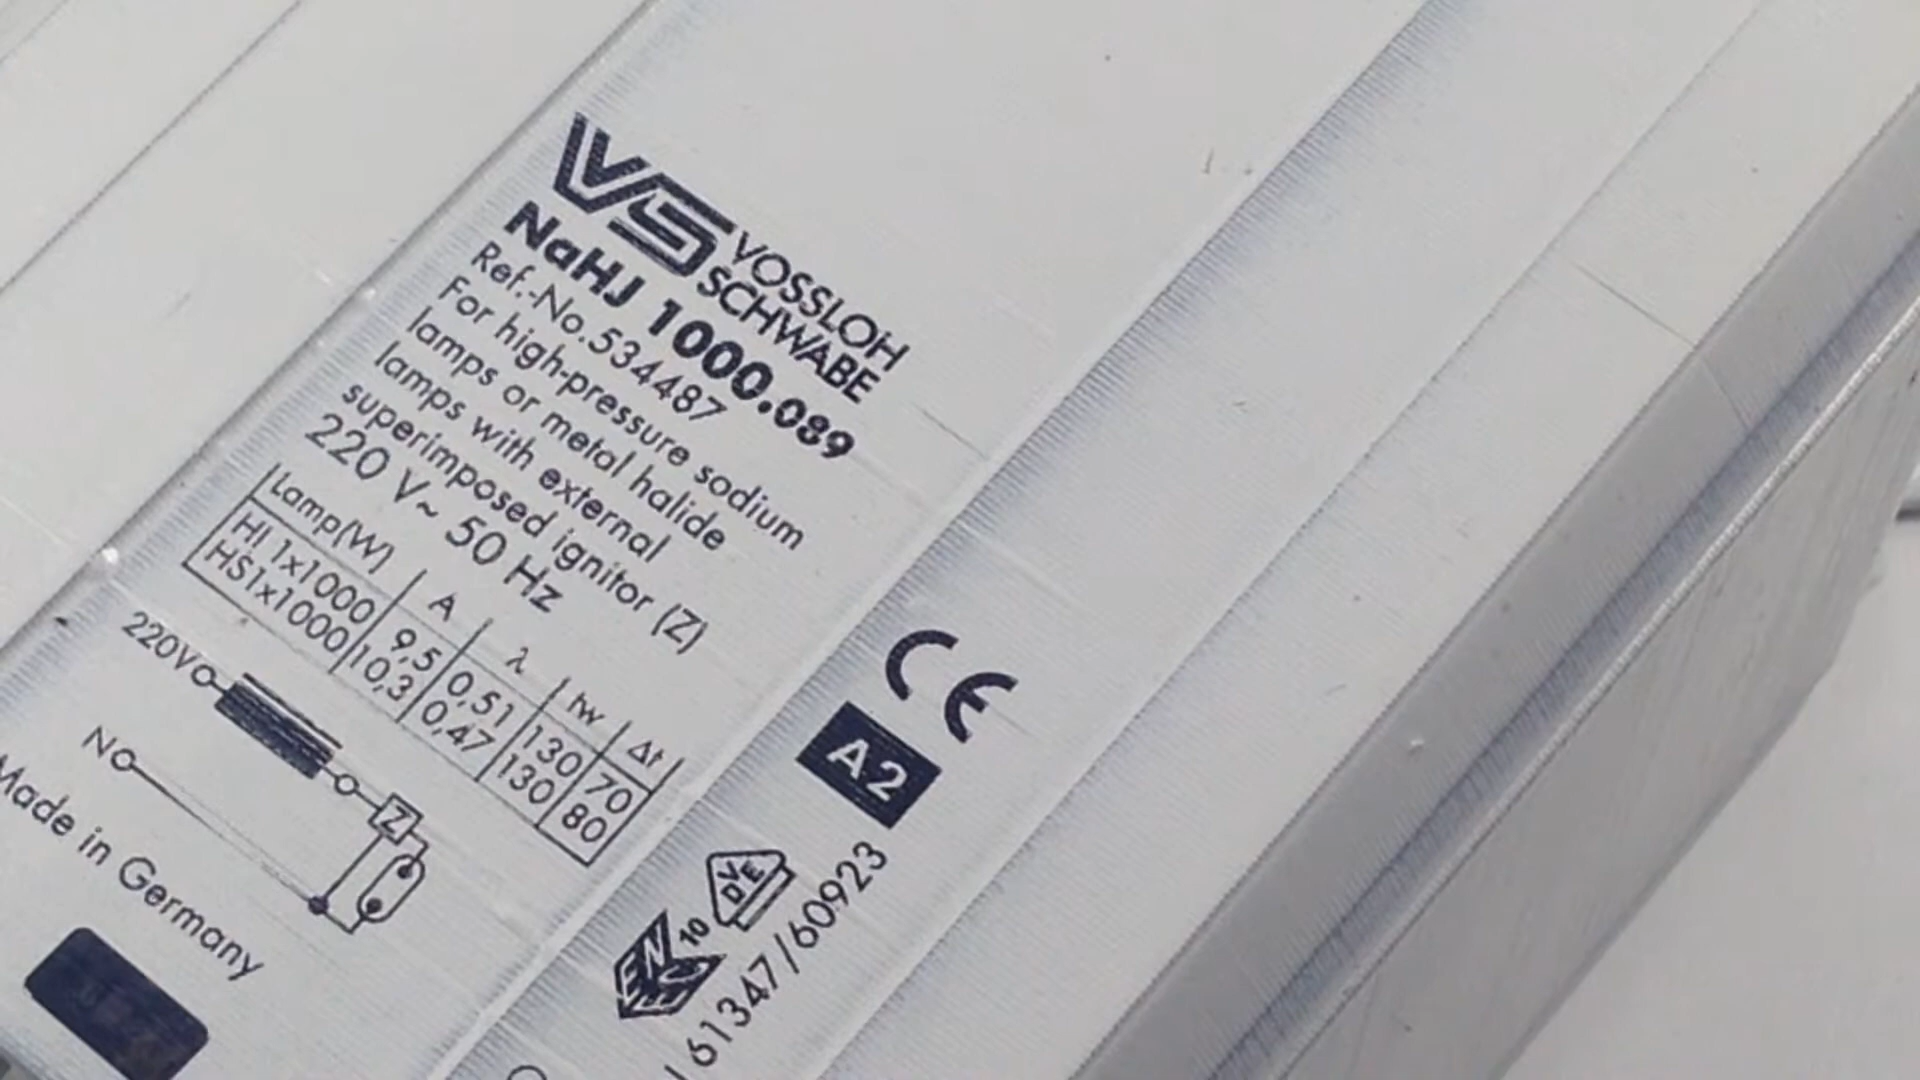 VS VOSSLOH
SCHWABE
NaHJ 1000.089
Ref.-No.534487
For high-pressure sodium
lamps or metal halide
lamps with external
superimposed ignitor (Z)
220 V~ 50 Hz
Lamp(W) A λ tw Δt
HI 1x1000 9,5 0,51 130 70
HS1x1000 10,3 0,47 130 80
220V
Z
N
Made in Germany
CE
A2
VDE
ENEC 10
61347/60923